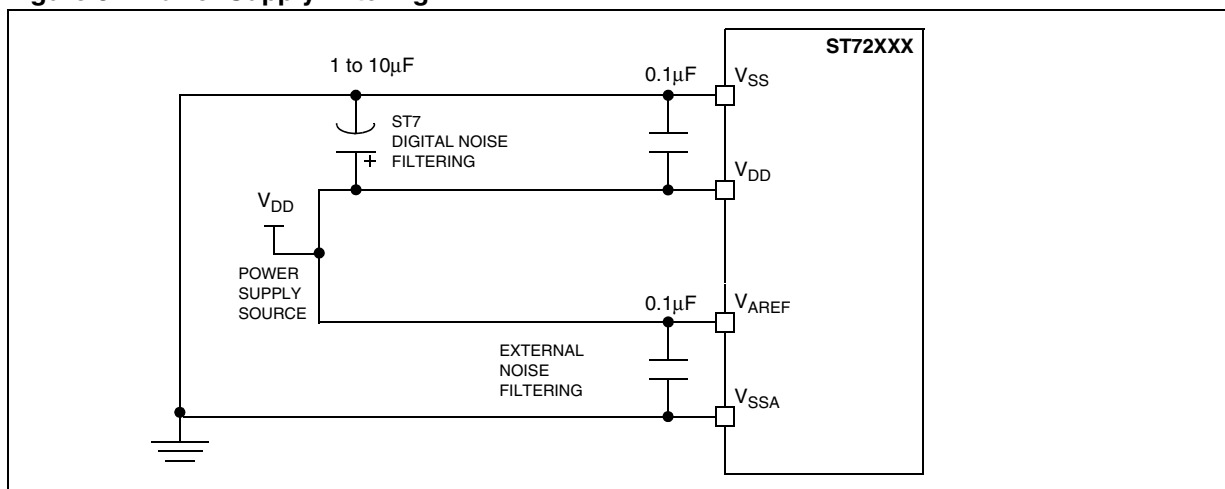 ST72XXX
1 to 10μF
0.1μF
VSS
ST7
DIGITAL NOISE
+ FILTERING
VDD
VDD
POWER
SUPPLY
SOURCE
0.1μF
VAREF
EXTERNAL
NOISE
FILTERING
VSSA